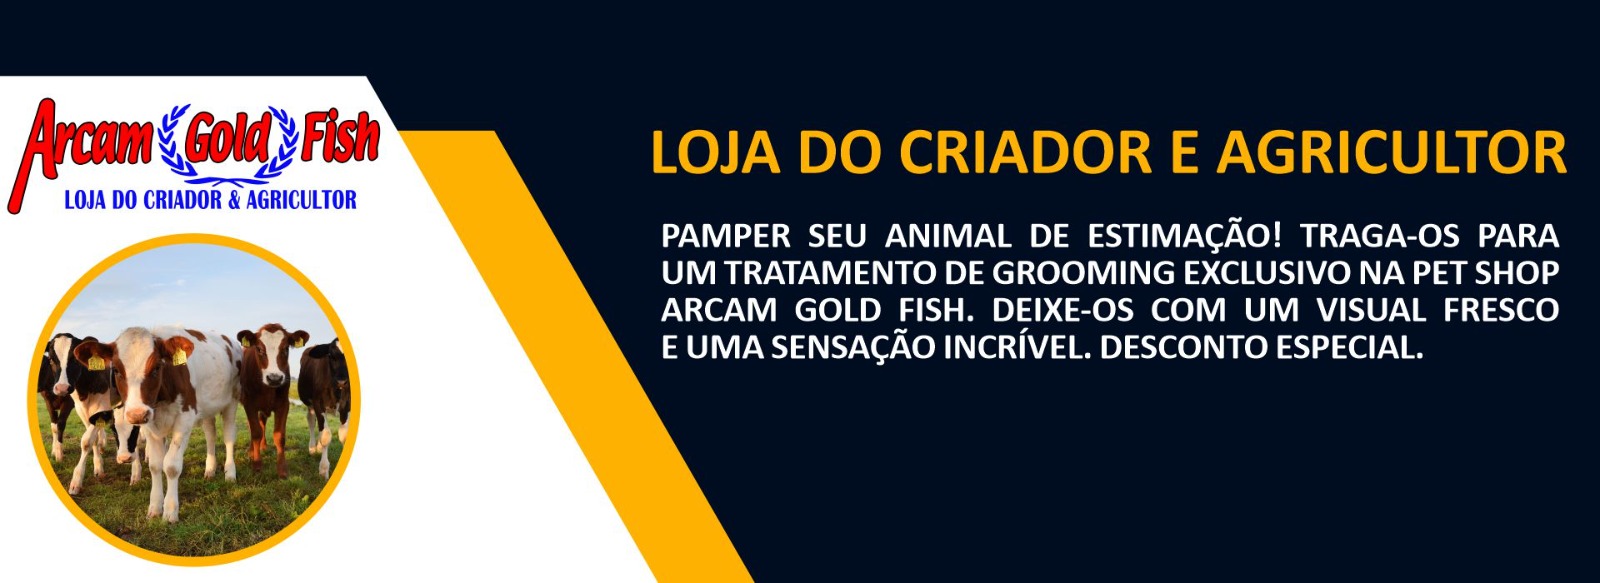 Arcam Gold Fish
LOJA DO CRIADOR & AGRICULTOR
LOJA DO CRIADOR E AGRICULTOR
PAMPER SEU ANIMAL DE ESTIMAÇÃO! TRAGA-OS PARA
UM TRATAMENTO DE GROOMING EXCLUSIVO NA PET SHOP
ARCAM GOLD FISH. DEIXE-OS COM UM VISUAL FRESCO
E UMA SENSAÇÃO INCRÍVEL. DESCONTO ESPECIAL.